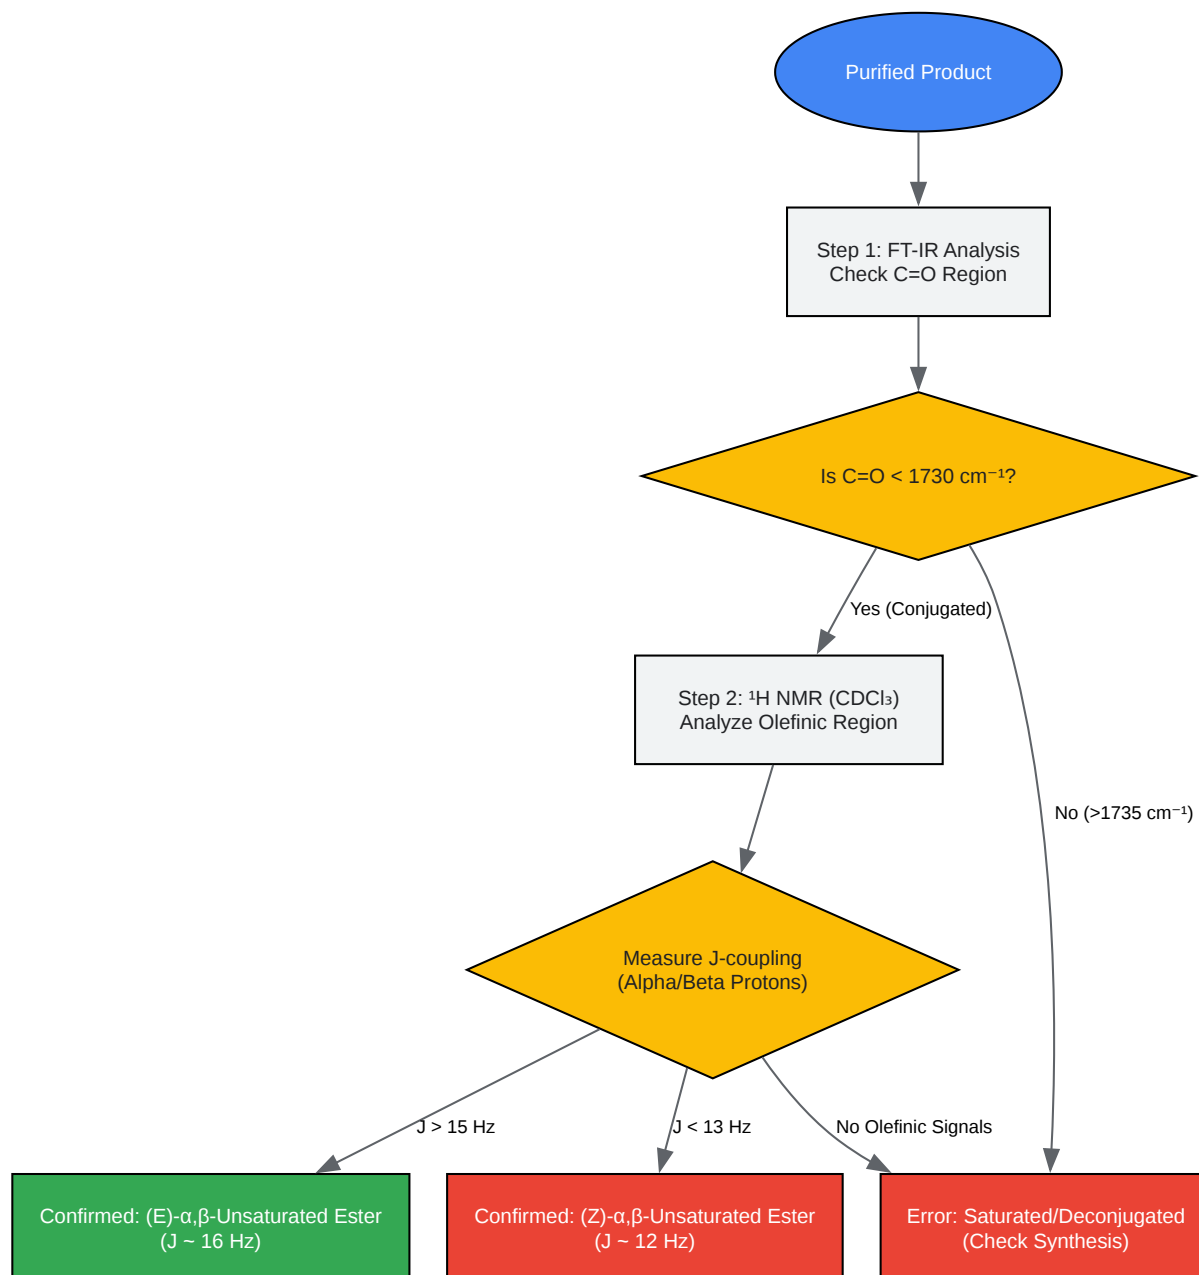 Purified Product
Step 1: FT-IR Analysis
Check C=O Region
Is C=O < 1730 cm⁻¹?
Yes (Conjugated)
Step 2: ¹H NMR (CDCl₃)
Analyze Olefinic Region
No (>1735 cm⁻¹)
Measure J-coupling
(Alpha/Beta Protons)
J > 15 Hz
J < 13 Hz
No Olefinic Signals
Confirmed: (E)-α,β-Unsaturated Ester
(J ~ 16 Hz)
Confirmed: (Z)-α,β-Unsaturated Ester
(J ~ 12 Hz)
Error: Saturated/Deconjugated
(Check Synthesis)